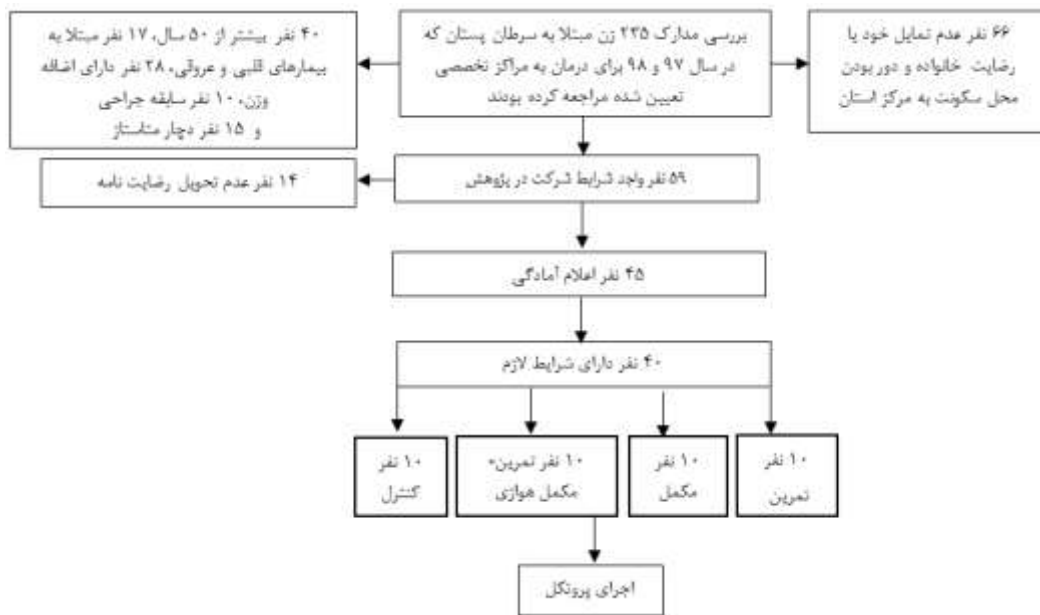 ۶۶ نفر عدم تمایل خود یا
رضایت خانواده و دور بودن
محل سکونت به مرکز استان
بررسی مدارک ۲۳۵ زن مبتلا به سرطان پستان که
در سال ۹۷ و ۹۸ برای درمان به مراکز تخصصی
تعیین شده مراجعه کرده بودند
۴۰ نفر بیشتر از ۵۰ سال، ۱۷ نفر مبتلا به
بیمارهای قلبی و عروقی، ۲۸ نفر دارای اضافه
وزن، ۱۰ نفر سابقه جراحی
و ۱۵ نفر دچار متاستاز
۵۹ نفر واجد شرایط شرکت در پژوهش
۱۴ نفر عدم تحویل رضایت نامه
۴۵ نفر اعلام آمادگی
۴۰ نفر دارای شرایط لازم
۱۰ نفر
تمرین
۱۰ نفر
مکمل
۱۰ نفر تمرین+
مکمل هوازی
۱۰ نفر
کنترل
اجرای پروتکل